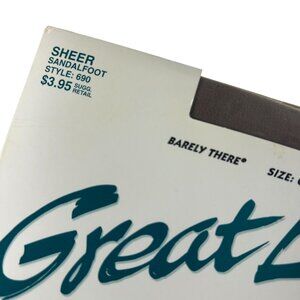 SHEER
SANDALFOOT
STYLE: 690
$3.95 SUGG. RETAIL
BARELY THERE®
SIZE:
Great